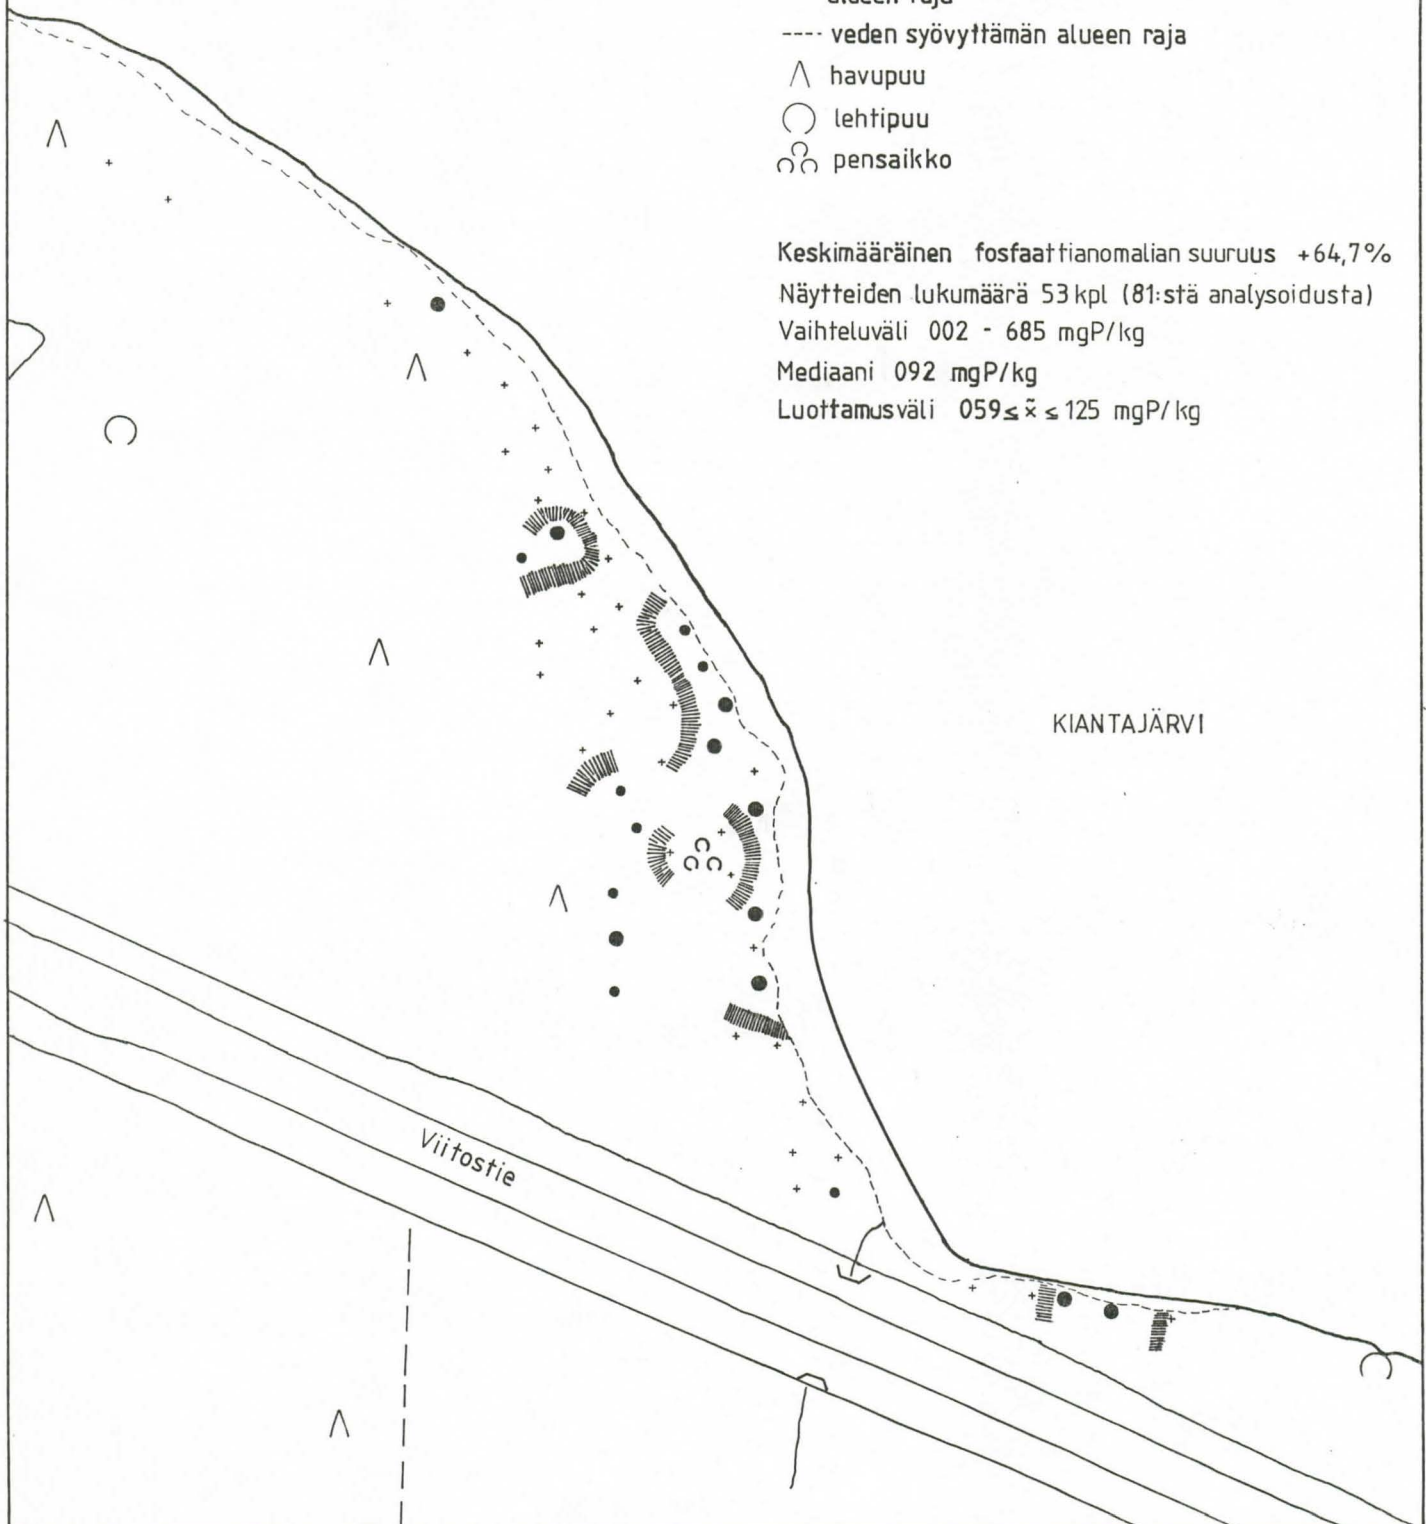 alueen raja
---- veden syövyttämän alueen raja
havupuu
lehtipuu
pensaikko
Keskimääräinen fosfaattianomalian suuruus +64,7%
Näytteiden lukumäärä 53 kpl (81:stä analysoidusta)
Vaihteluväli 002 - 685 mgP/kg
Mediaani 092 mgP/kg
Luottamusväli 059 ≤ x̃ ≤ 125 mgP/kg
KIANTAJÄRVI
Viitostie